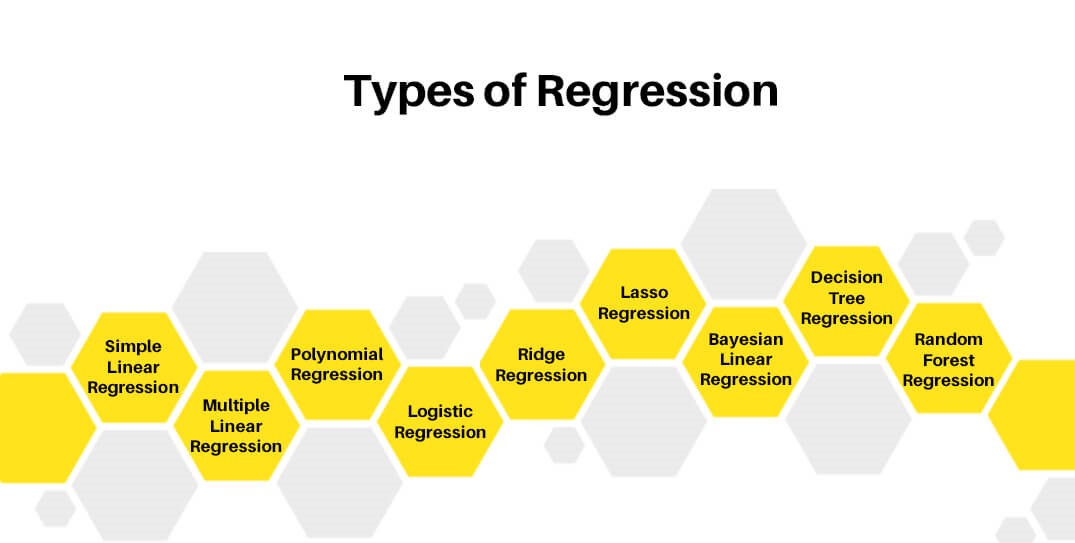 Types of Regression
Simple
Linear
Regression
Multiple
Linear
Regression
Polynomial
Regression
Logistic
Regression
Ridge
Regression
Lasso
Regression
Bayesian
Linear
Regression
Decision
Tree
Regression
Random
Forest
Regression